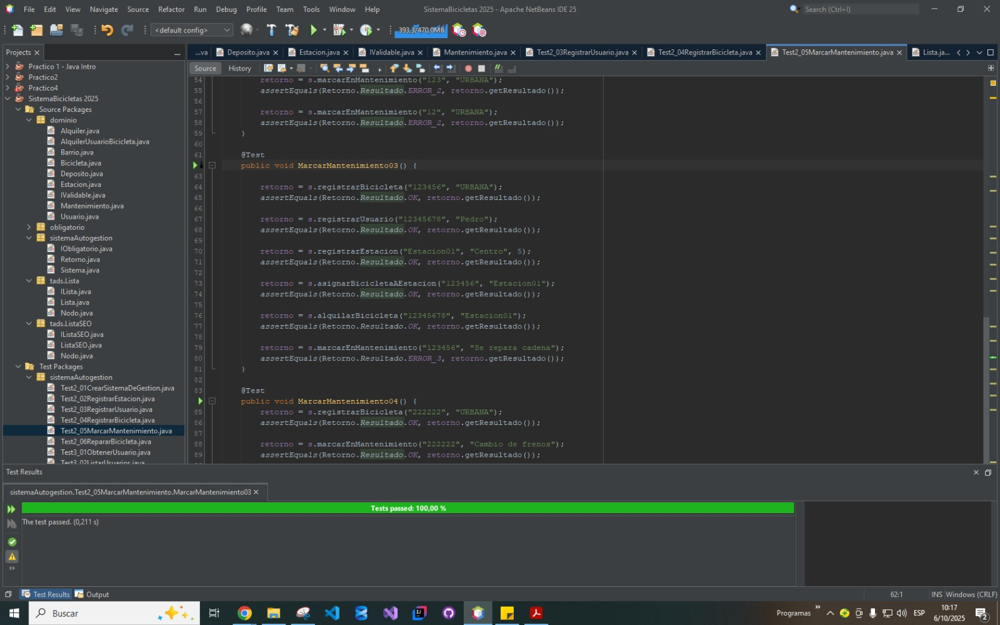 File Edit View Navigate Source Refactor Run Debug Profile Team Tools Window Help
SistemaBicicletas 2025 - Apache NetBeans IDE 25
Search (Ctrl+I)
<default config>
393,3/470,0MB
Projects
...va
Deposito.java
Estacion.java
IValidable.java
Mantenimiento.java
Test2_03RegistrarUsuario.java
Test2_04RegistrarBicicleta.java
Test2_05MarcarMantenimiento.java
Lista.ja...
Source History
Practico 1 - Java Intro
Practico2
Practico4
SistemaBicicletas 2025
Source Packages
dominio
Alquiler.java
AlquilerUsuarioBicicleta.java
Barrio.java
Bicicleta.java
Deposito.java
Estacion.java
IValidable.java
Mantenimiento.java
Usuario.java
obligatorio
sistemaAutogestion
IObligatorio.java
Retorno.java
Sistema.java
tads.Lista
ILista.java
Lista.java
Nodo.java
tads.ListaSEO
IListaSEO.java
ListaSEO.java
Nodo.java
Test Packages
sistemaAutogestion
Test2_01CrearSistemaDeGestion.java
Test2_02RegistrarEstacion.java
Test2_03RegistrarUsuario.java
Test2_04RegistrarBicicleta.java
Test2_05MarcarMantenimiento.java
Test2_06RepararBicicleta.java
Test3_01ObtenerUsuario.java
Test3_02ListarUsuarios.java
54 retorno = s.marcarEnMantenimiento("123", "URBANA");
55 assertEquals(Retorno.Resultado.ERROR_2, retorno.getResultado());
56
57 retorno = s.marcarEnMantenimiento("12", "URBANA");
58 assertEquals(Retorno.Resultado.ERROR_2, retorno.getResultado());
59 }
60
61 @Test
public void MarcarMantenimiento03() {
63
64 retorno = s.registrarBicicleta("123456", "URBANA");
65 assertEquals(Retorno.Resultado.OK, retorno.getResultado());
66
67 retorno = s.registrarUsuario("12345678", "Pedro");
68 assertEquals(Retorno.Resultado.OK, retorno.getResultado());
69
70 retorno = s.registrarEstacion("Estacion01", "Centro", 5);
71 assertEquals(Retorno.Resultado.OK, retorno.getResultado());
72
73 retorno = s.asignarBicicletaAEstacion("123456", "Estacion01");
74 assertEquals(Retorno.Resultado.OK, retorno.getResultado());
75
76 retorno = s.alquilarBicicleta("12345678", "Estacion01");
77 assertEquals(Retorno.Resultado.OK, retorno.getResultado());
78
79 retorno = s.marcarEnMantenimiento("123456", "Se repara cadena");
80 assertEquals(Retorno.Resultado.ERROR_3, retorno.getResultado());
81 }
82
83 @Test
public void MarcarMantenimiento04() {
85 retorno = s.registrarBicicleta("222222", "URBANA");
86 assertEquals(Retorno.Resultado.OK, retorno.getResultado());
87
88 retorno = s.marcarEnMantenimiento("222222", "Cambio de frenos");
89 assertEquals(Retorno.Resultado.OK, retorno.getResultado());
Test Results
sistemaAutogestion.Test2_05MarcarMantenimiento.MarcarMantenimiento03
Tests passed: 100,00 %
The test passed. (0,211 s)
Test Results Output
62:1 INS Windows (CRLF)
Buscar
Programas
ESP
10:17
6/10/2025
2